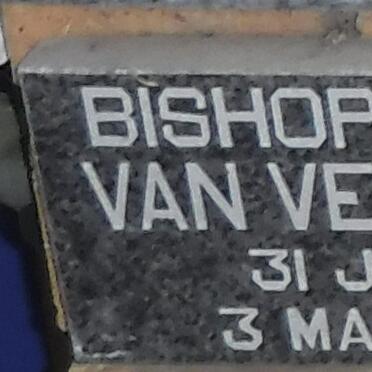 BISHOP
VAN VE
31 J
3 MA